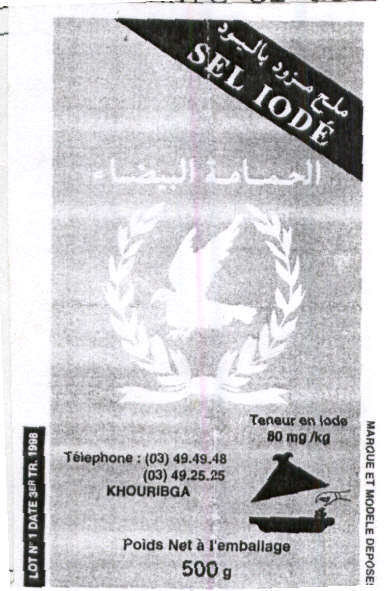 ملح مزود باليود
SEL IODÉ
الحمامة البيضاء
Teneur en Iode
80 mg /kg
Télephone : (03) 49.49.48
(03) 49.25.25
KHOURIBGA
Poids Net à l'emballage
500 g
LOT N° 1 DATE 3ER TR. 1998
MARQUE ET MODELE DEPOSE